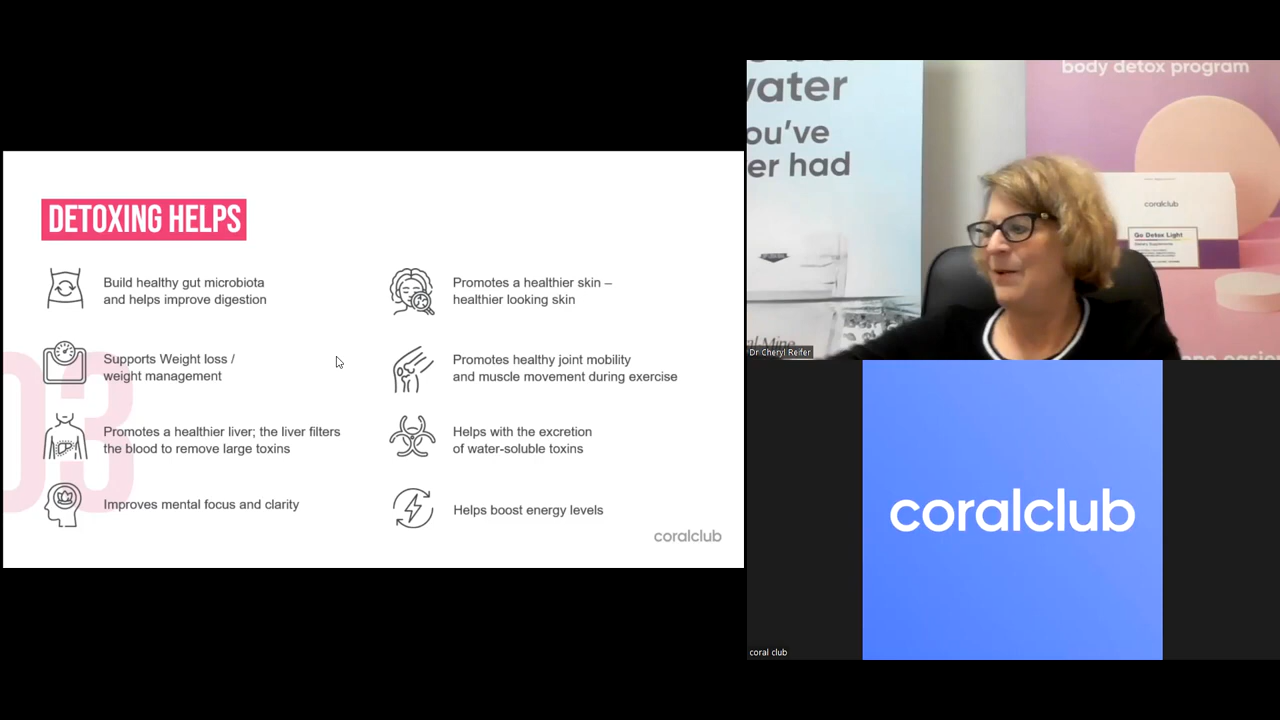 DETOXING HELPS
Build healthy gut microbiota
and helps improve digestion
Supports Weight loss /
weight management
Promotes a healthier liver; the liver filters
the blood to remove large toxins
Improves mental focus and clarity
Promotes a healthier skin –
healthier looking skin
Promotes healthy joint mobility
and muscle movement during exercise
Helps with the excretion
of water-soluble toxins
Helps boost energy levels
coralclub
03
water
ou've
er had
body detox program
coralclub
Go Detox Light
Dr Cheryl Reifer
coralclub
coral club